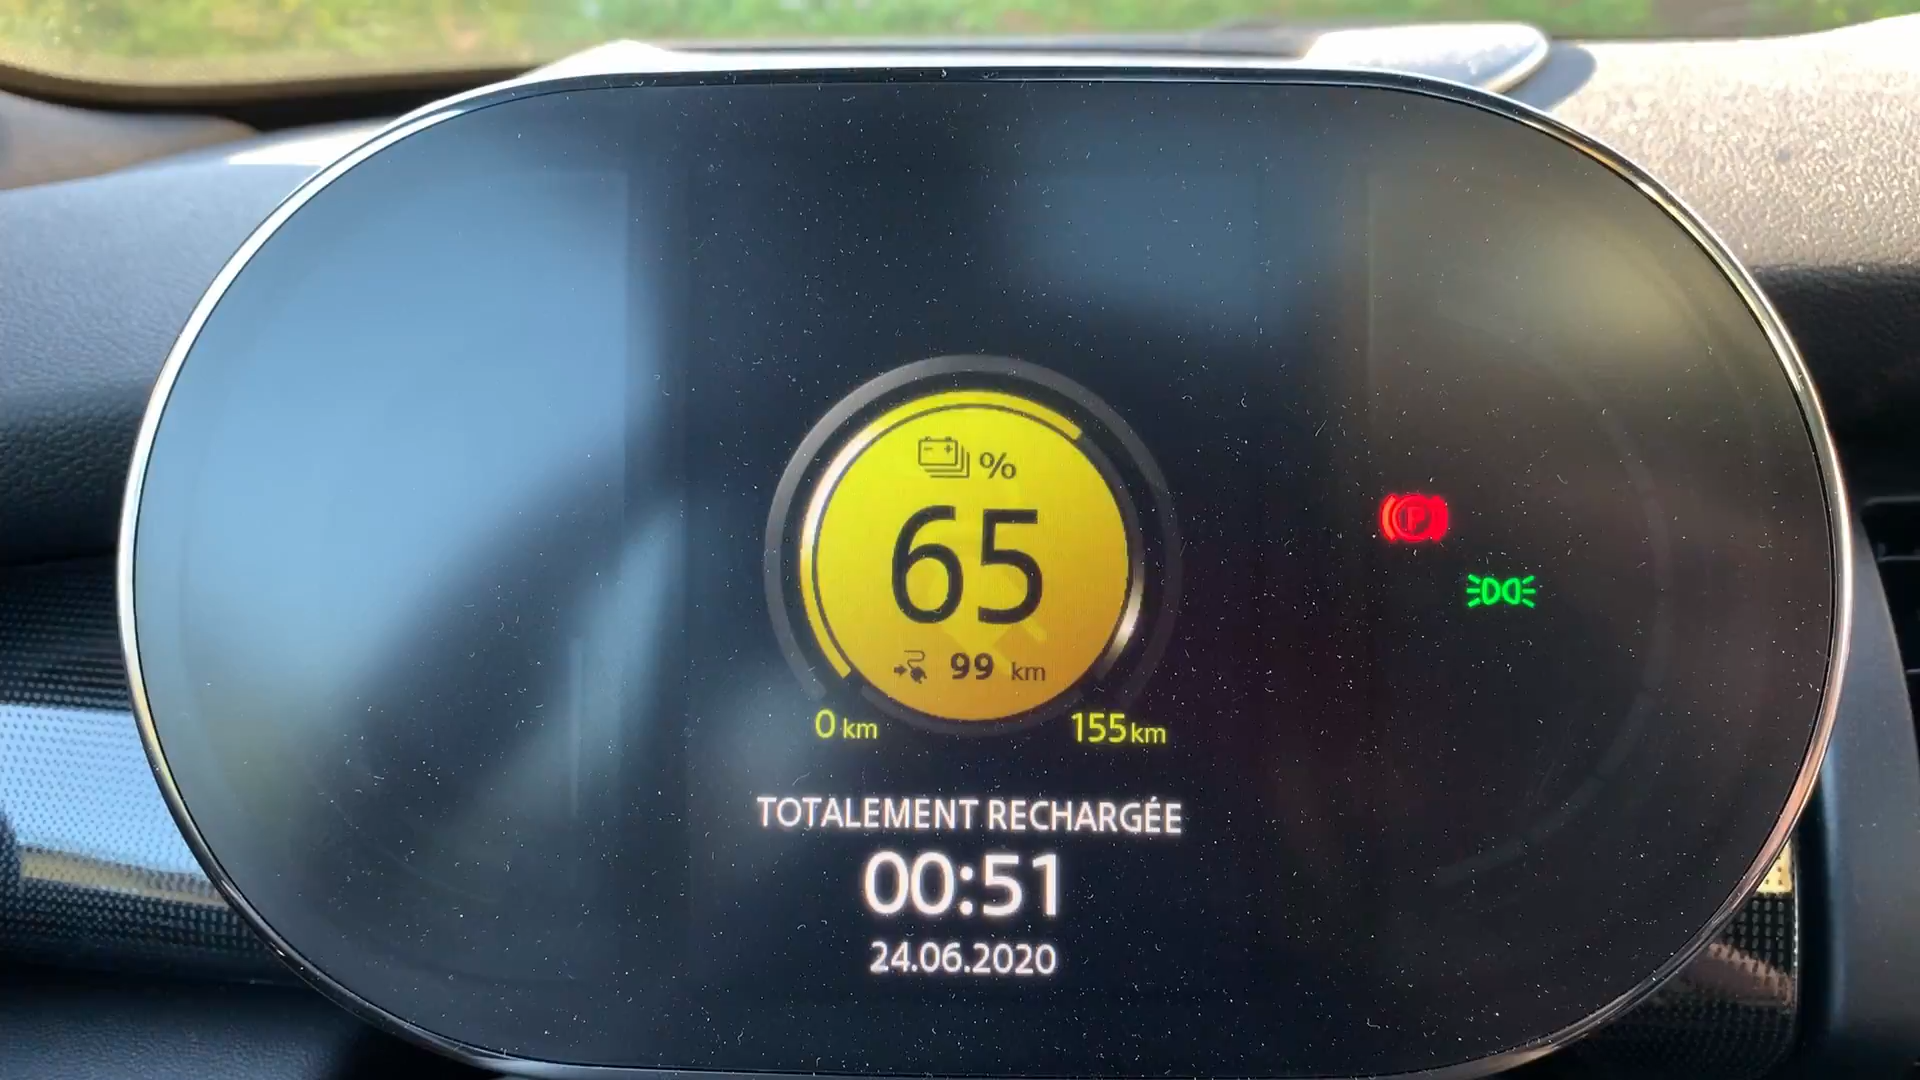 %
65
99 km
0 km
155 km
P
TOTALEMENT RECHARGÉE
00:51
24.06.2020